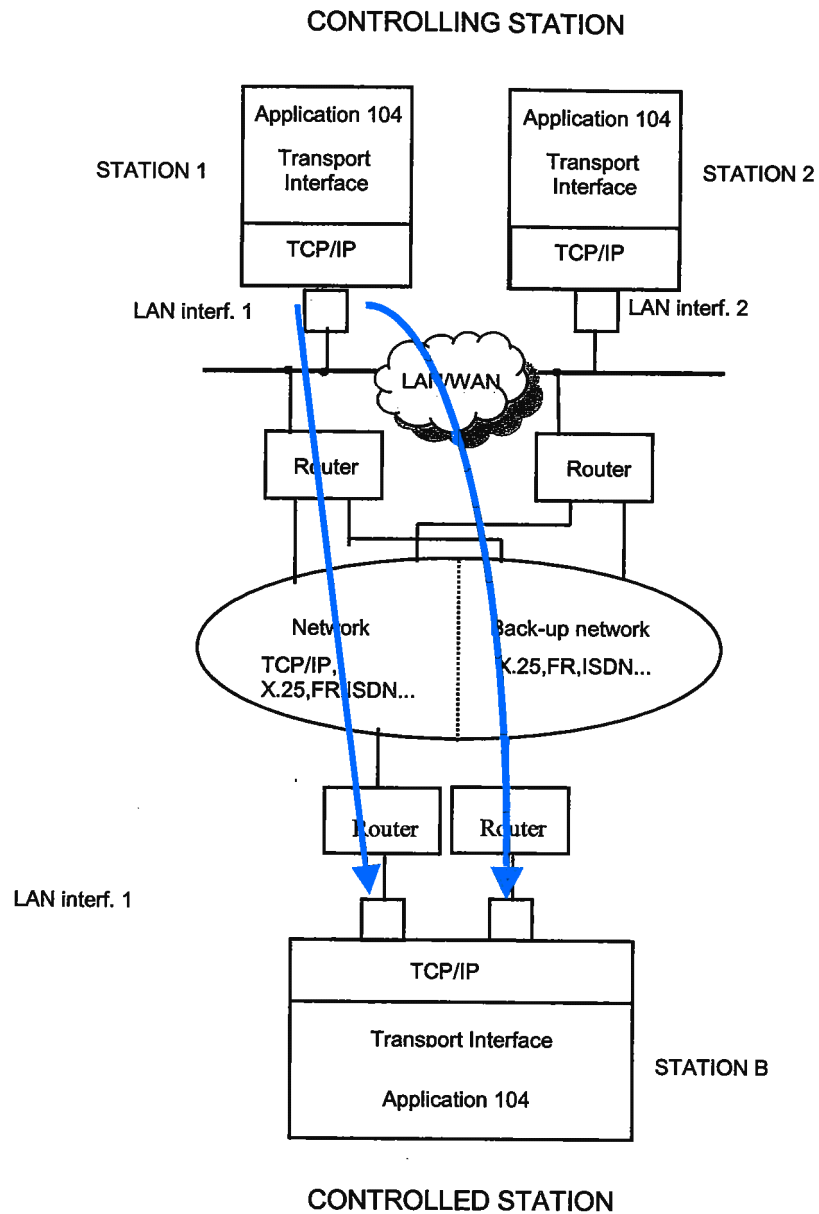 CONTROLLING STATION
Application 104
Transport
Interface
TCP/IP
STATION 1
Application 104
Transport
Interface
TCP/IP
STATION 2
LAN interf. 1
LAN interf. 2
LAN/WAN
Router
Router
Network
TCP/IP,
X.25,FR,ISDN...
Back-up network
X.25,FR,ISDN...
Router
Router
LAN interf. 1
TCP/IP
Transport Interface
Application 104
STATION B
CONTROLLED STATION